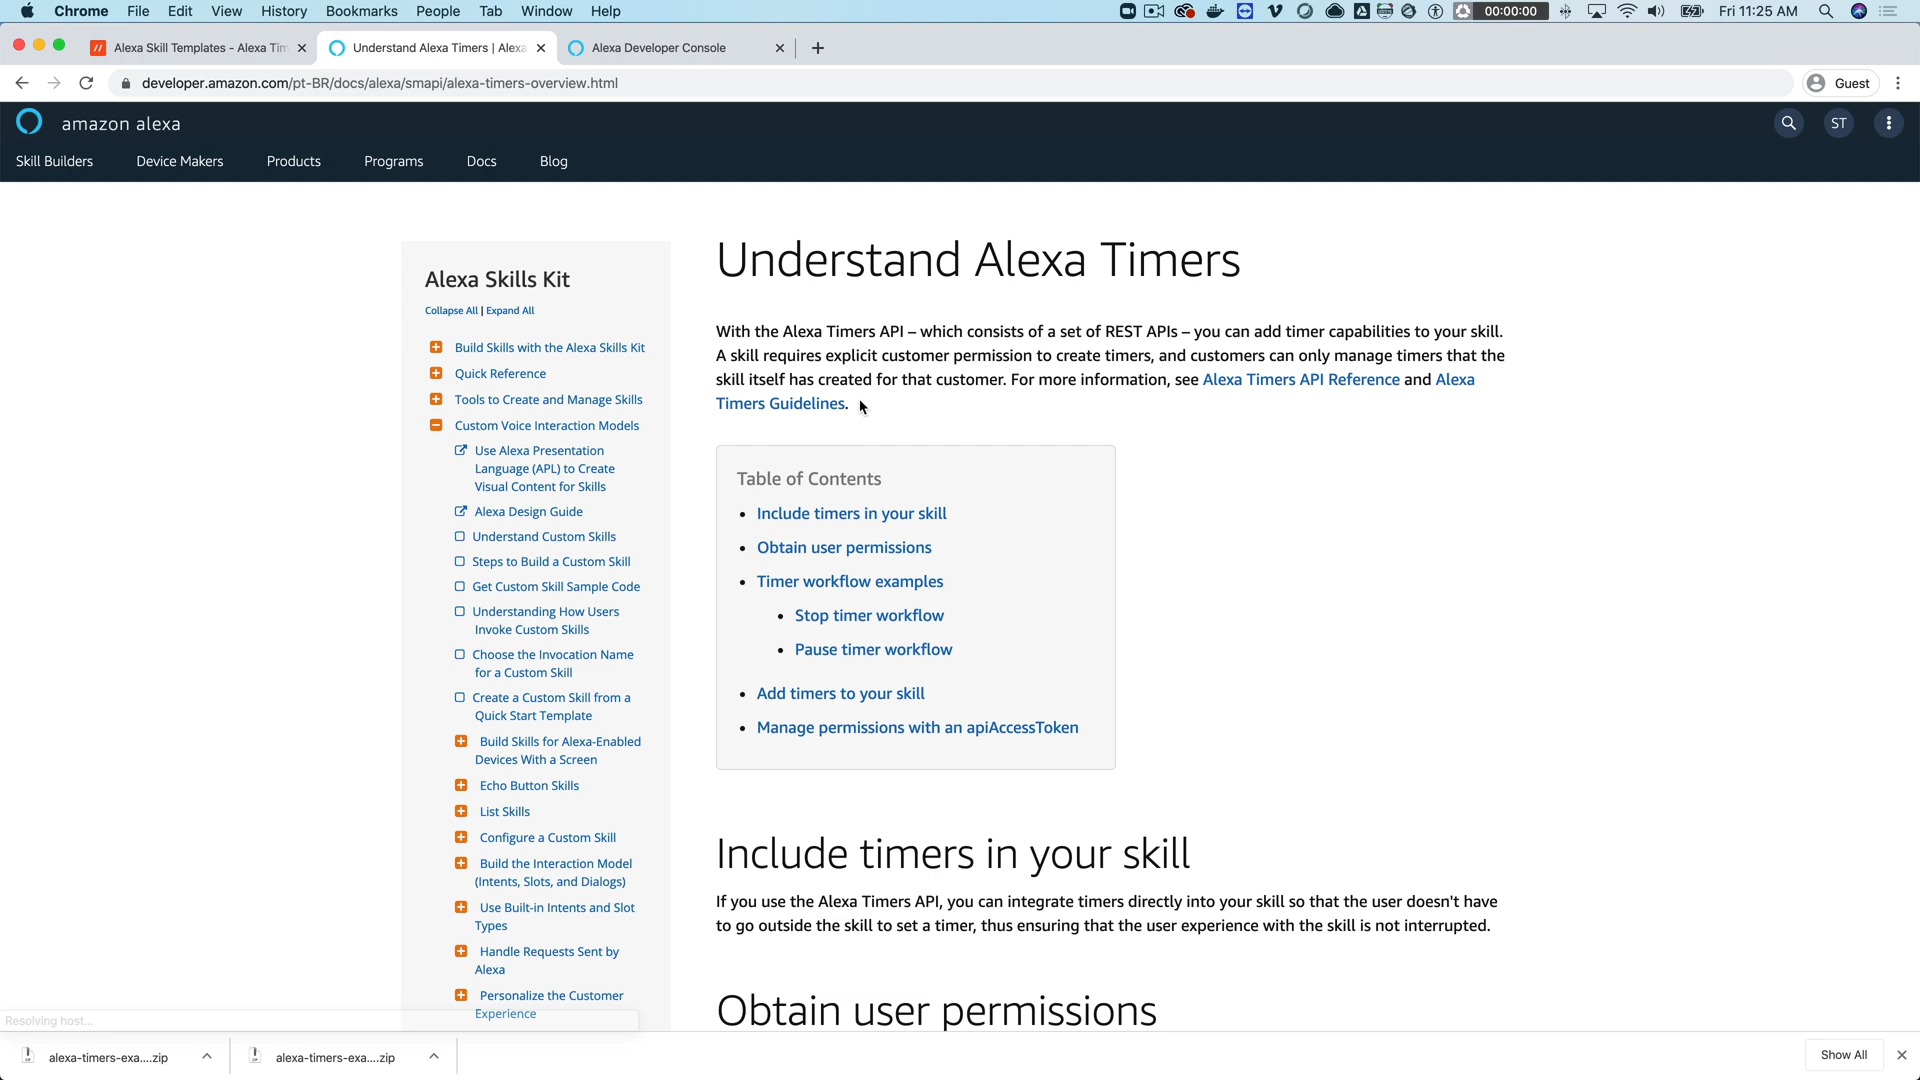 Chrome File Edit View History Bookmarks People Tab Window Help 00:00:00 Fri 11:25 AM
Alexa Skill Templates - Alexa Tim
Understand Alexa Timers | Alexa
Alexa Developer Console
developer.amazon.com/pt-BR/docs/alexa/smapi/alexa-timers-overview.html
Guest
amazon alexa
ST
Skill Builders Device Makers Products Programs Docs Blog
Alexa Skills Kit
Collapse All | Expand All
Build Skills with the Alexa Skills Kit
Quick Reference
Tools to Create and Manage Skills
Custom Voice Interaction Models
Use Alexa Presentation
Language (APL) to Create
Visual Content for Skills
Alexa Design Guide
Understand Custom Skills
Steps to Build a Custom Skill
Get Custom Skill Sample Code
Understanding How Users
Invoke Custom Skills
Choose the Invocation Name
for a Custom Skill
Create a Custom Skill from a
Quick Start Template
Build Skills for Alexa-Enabled
Devices With a Screen
Echo Button Skills
List Skills
Configure a Custom Skill
Build the Interaction Model
(Intents, Slots, and Dialogs)
Use Built-in Intents and Slot
Types
Handle Requests Sent by
Alexa
Personalize the Customer
Experience
Understand Alexa Timers
With the Alexa Timers API – which consists of a set of REST APIs – you can add timer capabilities to your skill.
A skill requires explicit customer permission to create timers, and customers can only manage timers that the
skill itself has created for that customer. For more information, see Alexa Timers API Reference and Alexa
Timers Guidelines.
Table of Contents
• Include timers in your skill
• Obtain user permissions
• Timer workflow examples
• Stop timer workflow
• Pause timer workflow
• Add timers to your skill
• Manage permissions with an apiAccessToken
Include timers in your skill
If you use the Alexa Timers API, you can integrate timers directly into your skill so that the user doesn't have
to go outside the skill to set a timer, thus ensuring that the user experience with the skill is not interrupted.
Obtain user permissions
Resolving host...
alexa-timers-exa....zip
alexa-timers-exa....zip
Show All